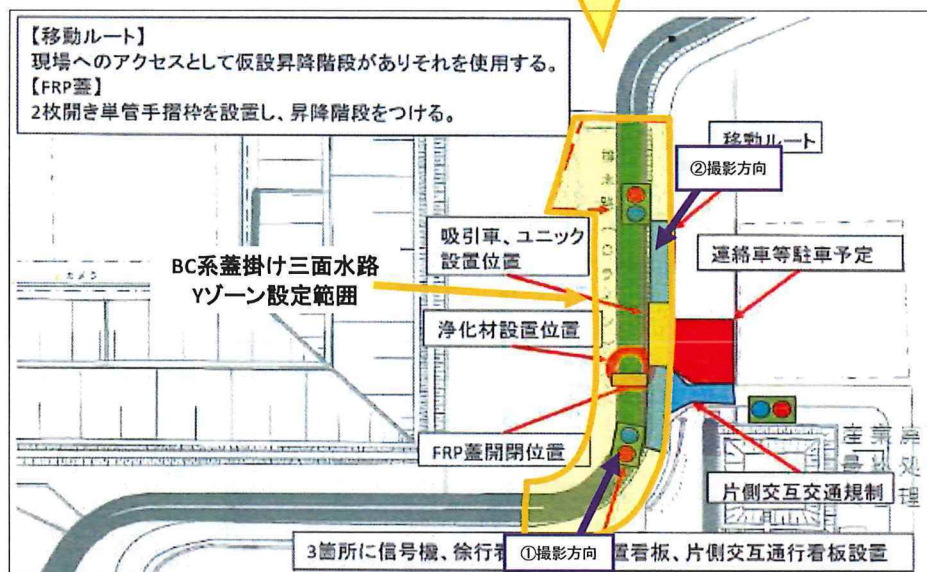 【移動ルート】
現場へのアクセスとして仮設昇降階段がありそれを使用する。
【FRP蓋】
2枚開き単管手摺枠を設置し、昇降階段をつける。
移動ルート
②撮影方向
吸引車、ユニック
設置位置
連絡車等駐車予定
BC系蓋掛け三面水路
Yゾーン設定範囲
浄化材設置位置
FRP蓋開閉位置
片側交互交通規制
3箇所に信号機、徐行看
①撮影方向
置看板、片側交互通行看板設置